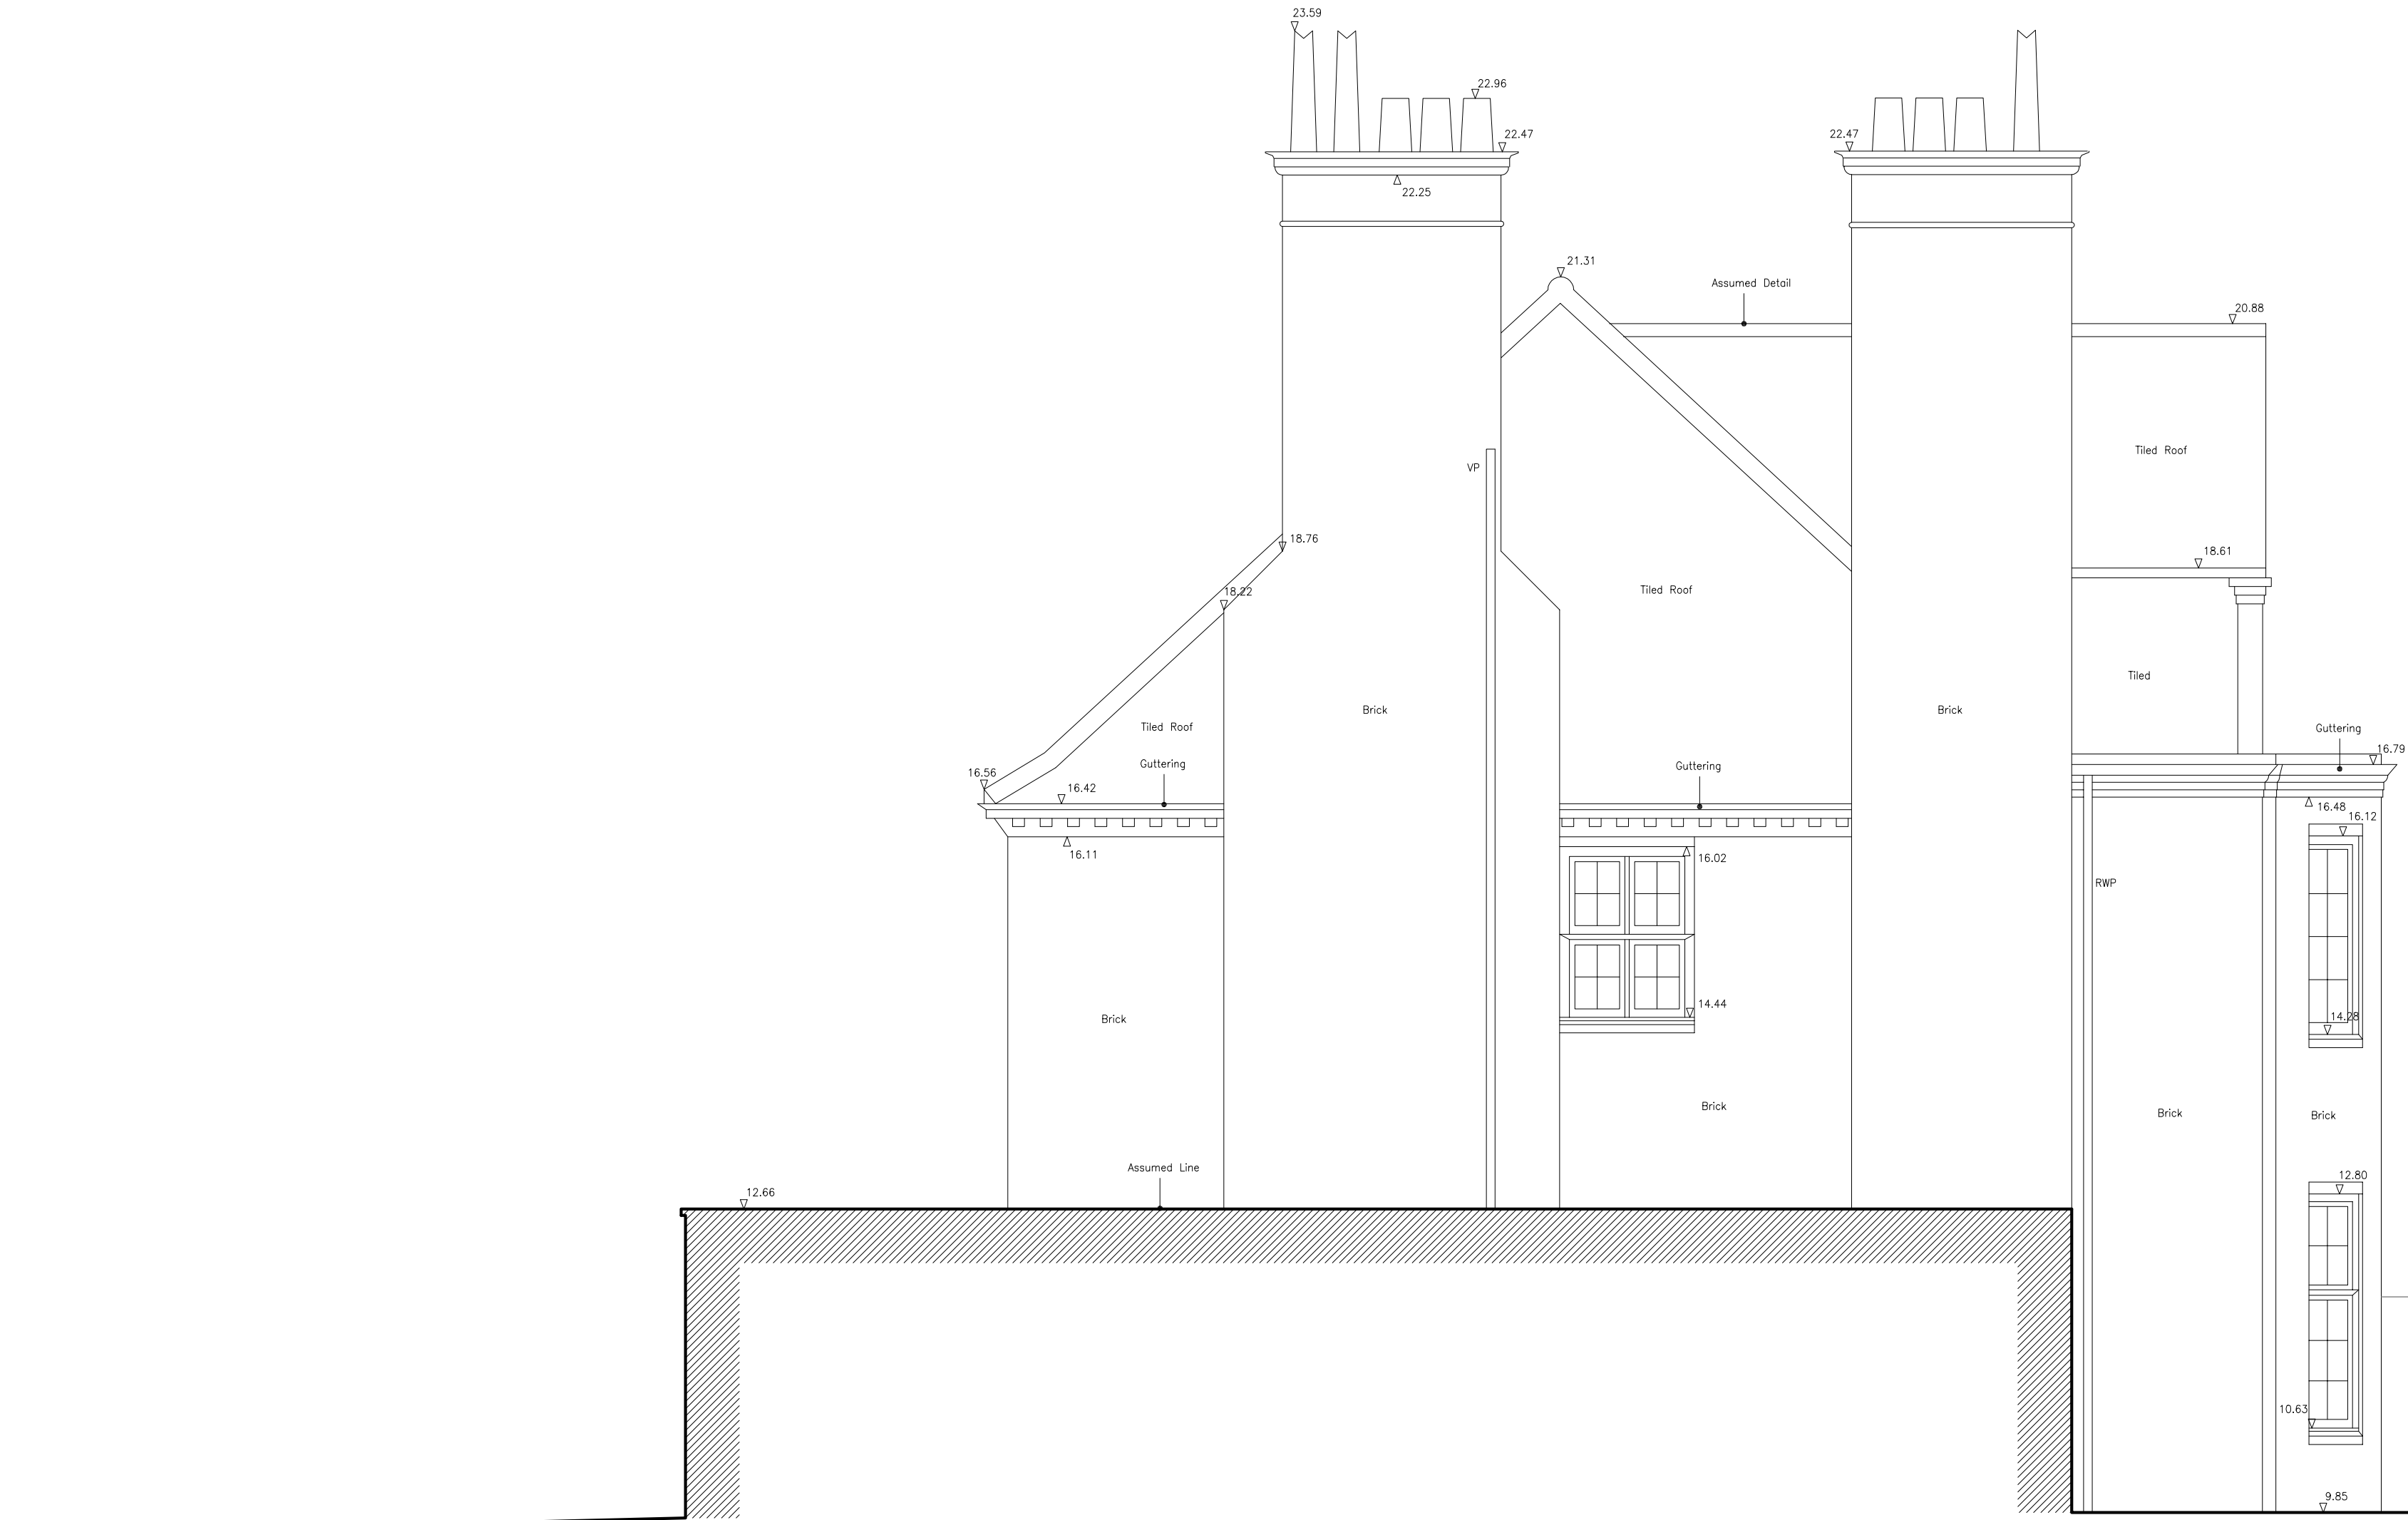 23.59
22.96
22.47
22.47
22.25
21.31
Assumed Detail
20.88
Tiled Roof
VP
18.76
18.61
18.22
Tiled Roof
Tiled
Brick
Brick
Tiled Roof
Guttering
Guttering
Guttering
16.79
16.56
16.42
16.48
16.12
16.11
16.02
RWP
14.44
14.28
Brick
Brick
Brick
Brick
Assumed Line
12.80
12.66
10.63
9.85